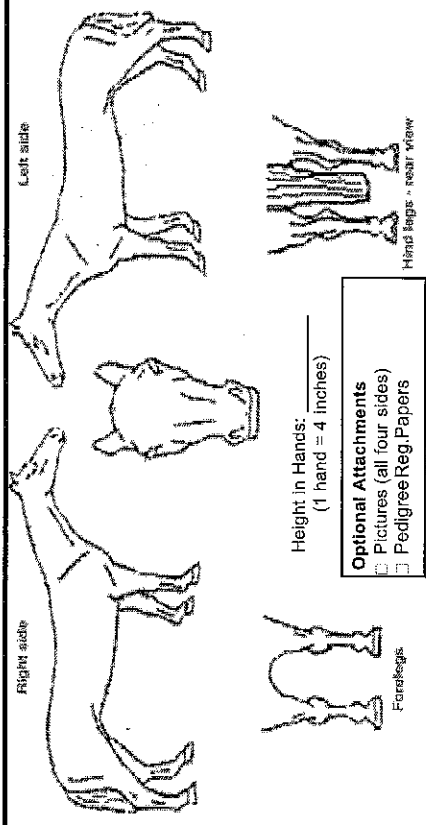 Right side
Left side
Height in Hands:
(1 hand = 4 inches)
Forelegs
Hind legs - rear view
Optional Attachments
□ Pictures (all four sides)
□ Pedigree Reg.Papers